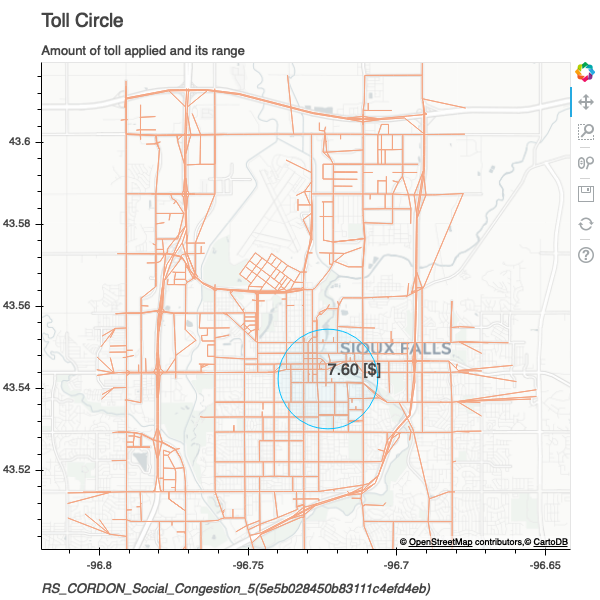 Toll Circle
Amount of toll applied and its range
43.6
43.58
43.56
SIOUX FALLS
7.60 [$]
43.54
43.52
© OpenStreetMap contributors,© CartoDB
-96.8
-96.75
-96.7
-96.65
RS_CORDON_Social_Congestion_5(5e5b028450b83111c4efd4eb)